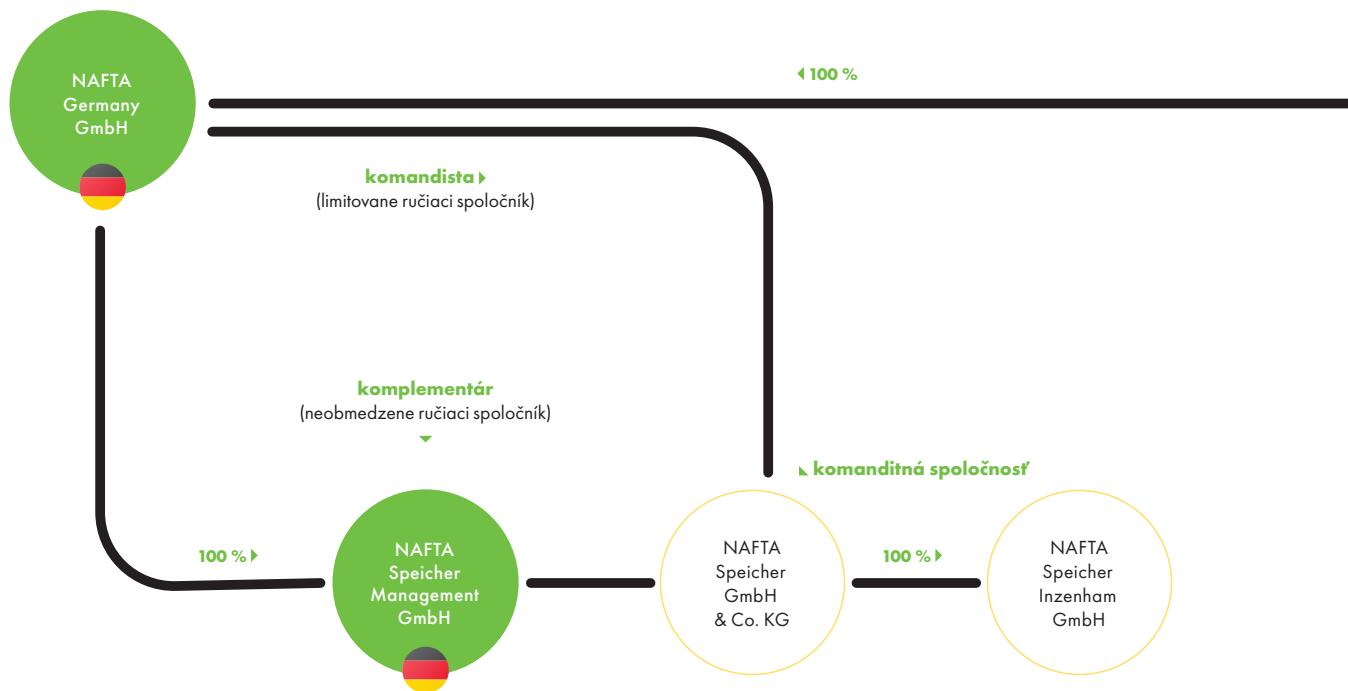 NAFTA
Germany
GmbH
100 %
komandista
(limitovane ručiaci spoločník)
komplementár
(neobmedzene ručiaci spoločník)
komanditná spoločnosť
100 %
NAFTA
Speicher
Management
GmbH
NAFTA
Speicher
GmbH
& Co. KG
100 %
NAFTA
Speicher
Inzenham
GmbH